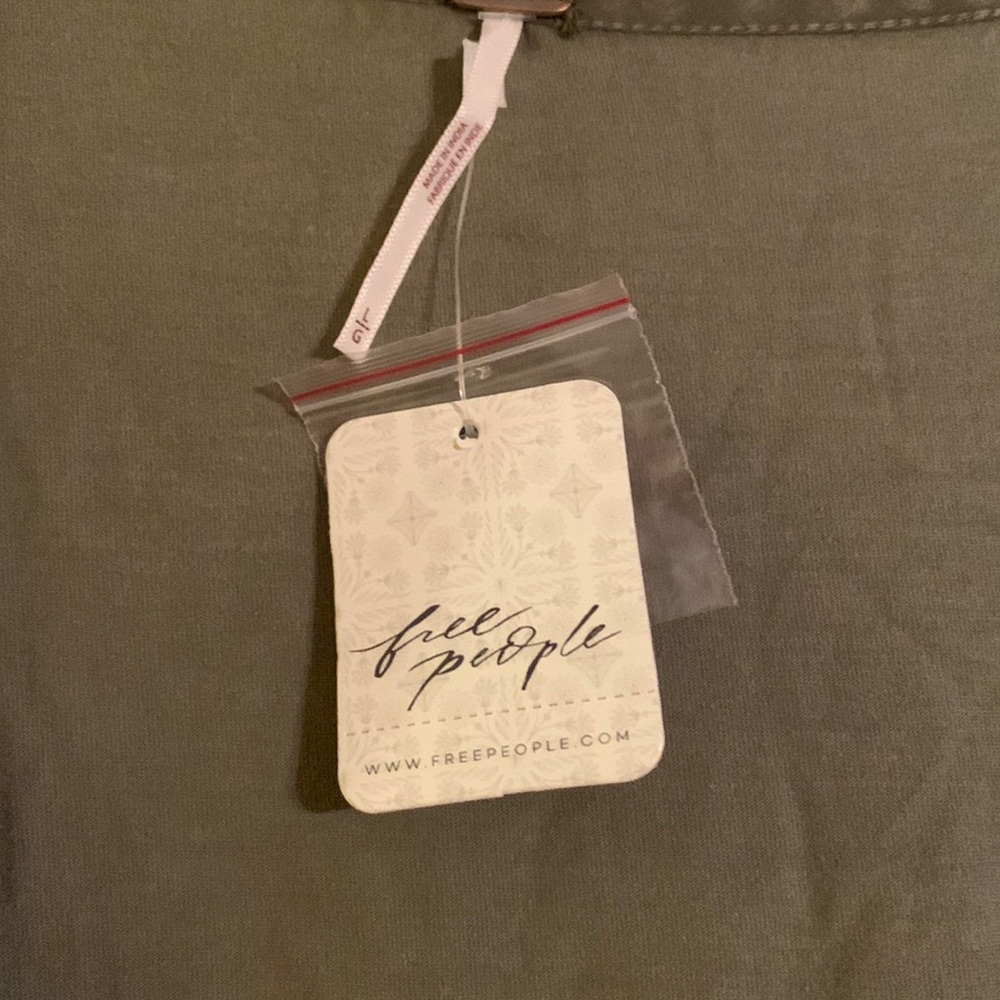 MADE IN INDIA
FABRIQUÉ EN INDE
L/G
free
people
WWW.FREEPEOPLE.COM